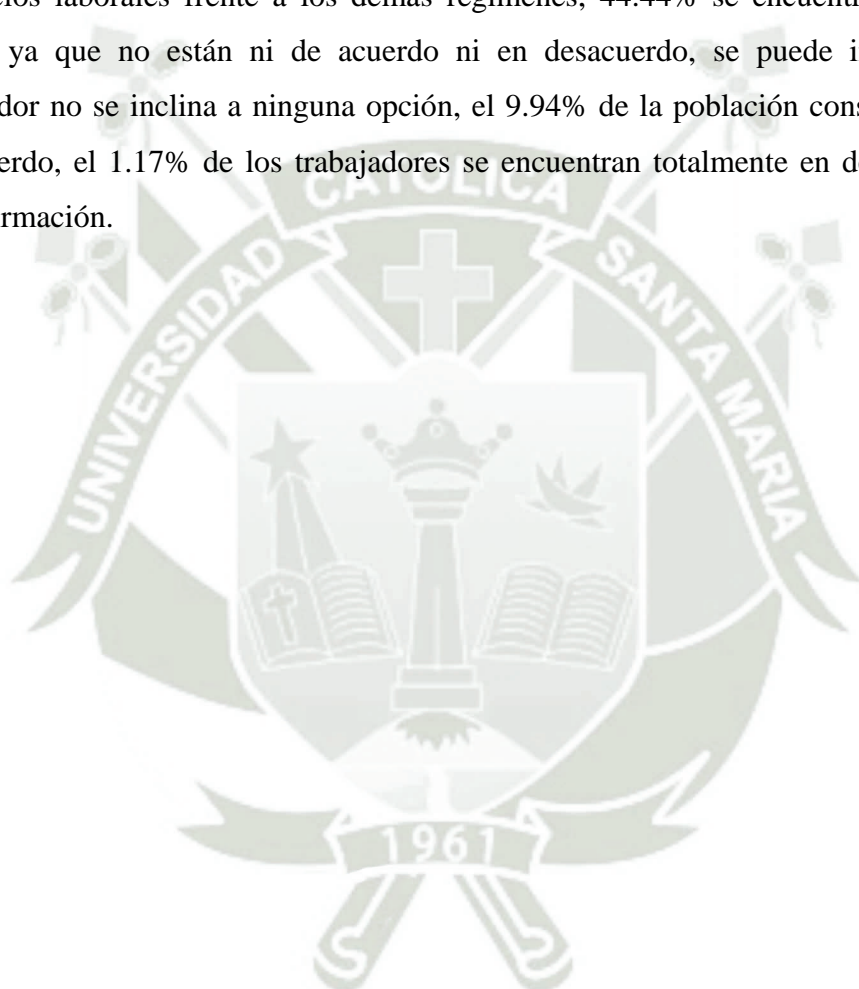 cios laborales frente a los demás regímenes, 44.44% se encuentr
ya que no están ni de acuerdo ni en desacuerdo, se puede i
dor no se inclina a ninguna opción, el 9.94% de la población cons
erdo, el 1.17% de los trabajadores se encuentran totalmente en de
rmación.
UNIVERSIDAD CATOLICA SANTA MARIA
1961